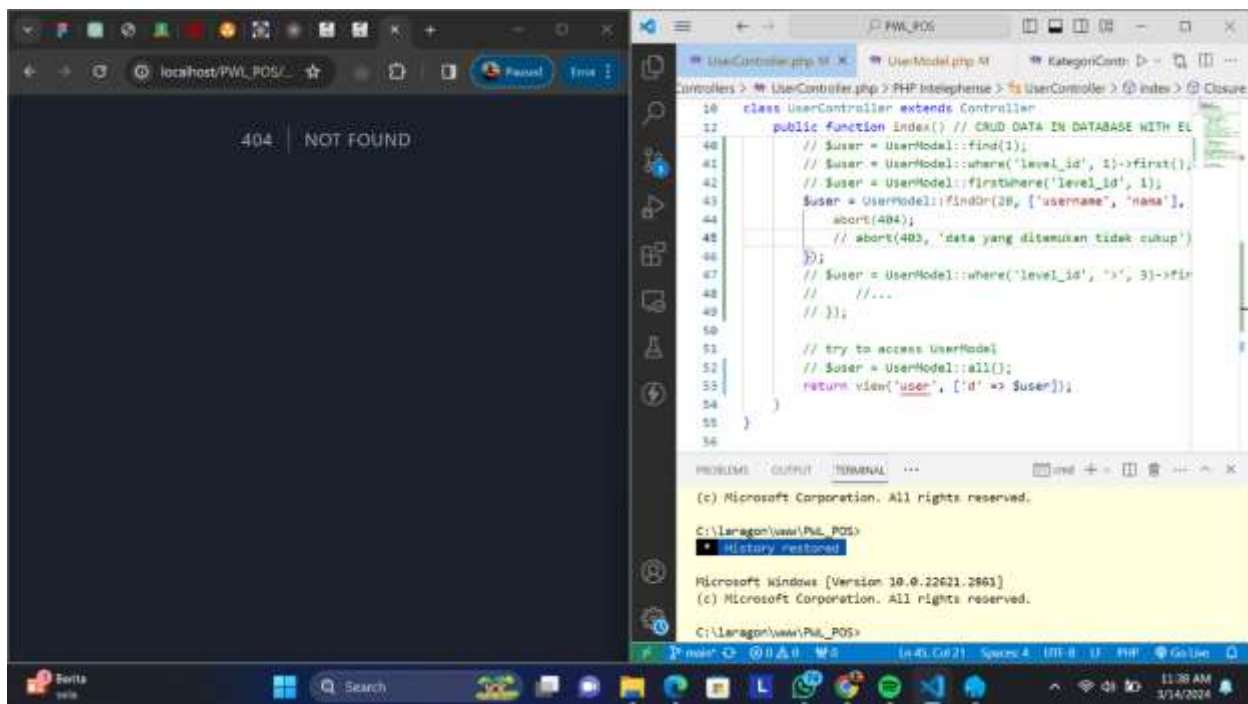 localhost/PWL_POS/...
Paused
Error
404 | NOT FOUND
PWL_POS
UserController.php M
UserModel.php M
KategoriContr
Controllers > UserController.php > PHP Intelephense > UserController > index > Closure
10 class UserController extends Controller
12 public function index() // CRUD DATA IN DATABASE WITH EL
40 // $user = UserModel::find(1);
41 // $user = UserModel::where('level_id', 1)->first();
42 // $user = UserModel::firstWhere('level_id', 1);
43 $user = UserModel::findOr(20, ['username', 'nama'],
44 abort(404);
45 // abort(403, 'data yang ditemukan tidak cukup')
46 });
47 // $user = UserModel::where('level_id', '>', 3)->fir
48 // //...
49 // });
50
51 // try to access UserModel
52 // $user = UserModel::all();
53 return view('user', ['d' => $user]);
54 }
55 }
56
PROBLEMS OUTPUT TERMINAL ...
cmd
(c) Microsoft Corporation. All rights reserved.
C:\laragon\www\PWL_POS>
* History restored
Microsoft Windows [Version 10.0.22621.2861]
(c) Microsoft Corporation. All rights reserved.
C:\laragon\www\PWL_POS>
main* 0 0 0 Ln 45, Col 21 Spaces: 4 UTF-8 LF PHP Go Live
Berita
Search
11:38 AM
3/14/2024